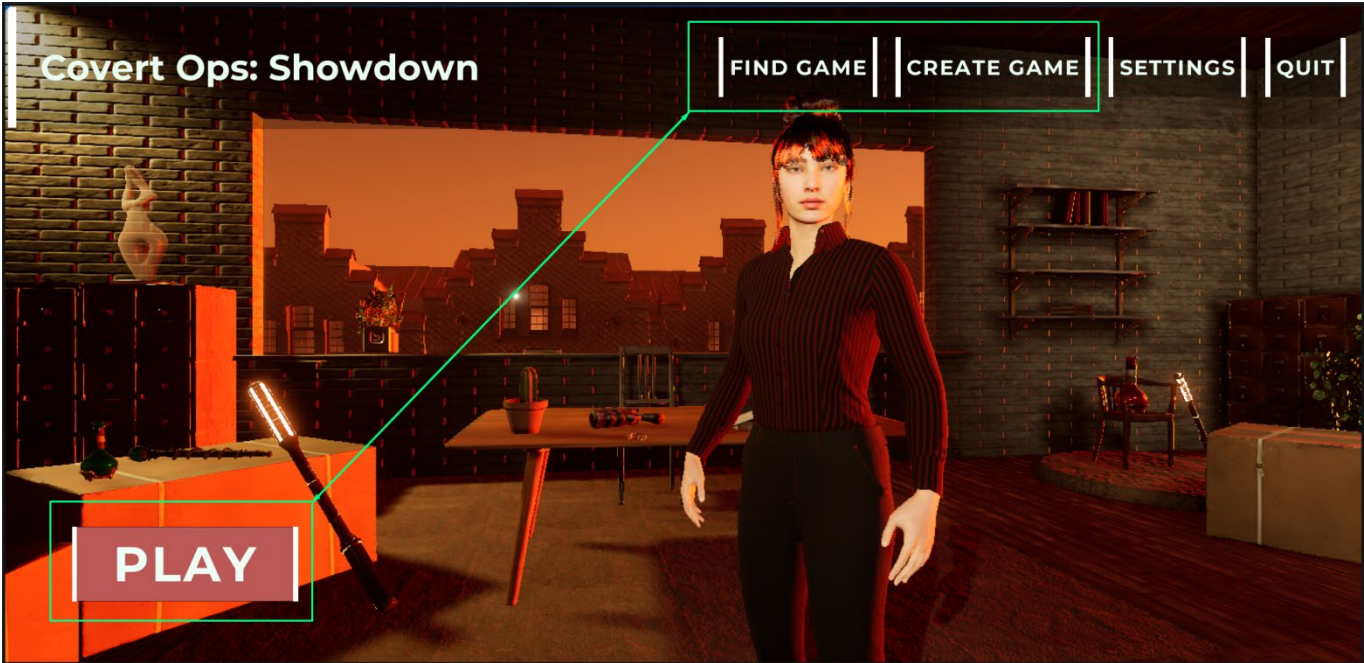 Covert Ops: Showdown
FIND GAME
CREATE GAME
SETTINGS
QUIT
PLAY